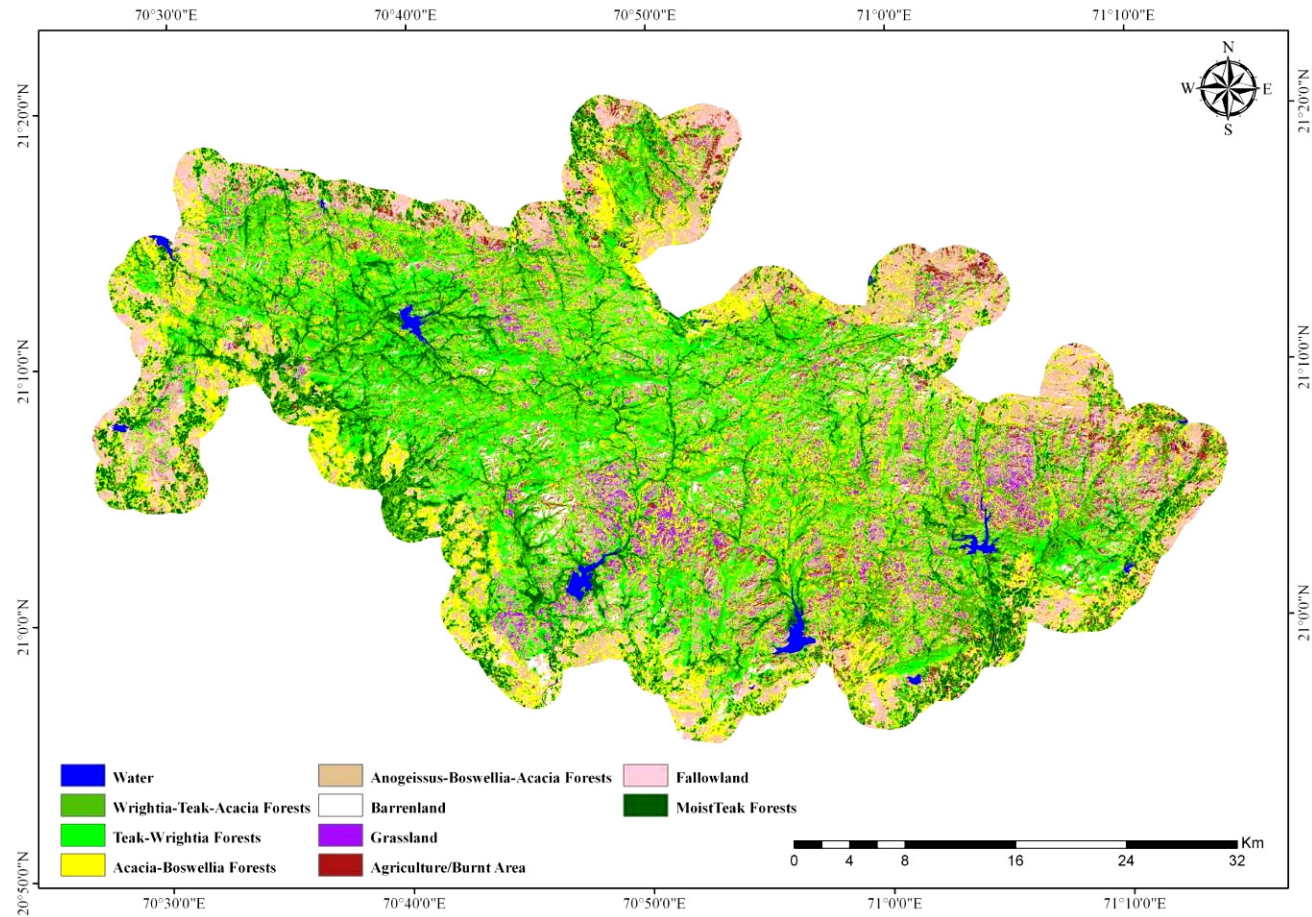 70°30'0"E 70°40'0"E 70°50'0"E 71°0'0"E 71°10'0"E
N
W E
S
21°20'0"N 21°20'0"N
21°10'0"N 21°10'0"N
21°0'0"N 21°0'0"N
20°50'0"N
Water
Wrightia-Teak-Acacia Forests
Teak-Wrightia Forests
Acacia-Boswellia Forests
Anogeissus-Boswellia-Acacia Forests
Barrenland
Grassland
Agriculture/Burnt Area
Fallowland
MoistTeak Forests
Km
0 4 8 16 24 32
70°30'0"E 70°40'0"E 70°50'0"E 71°0'0"E 71°10'0"E